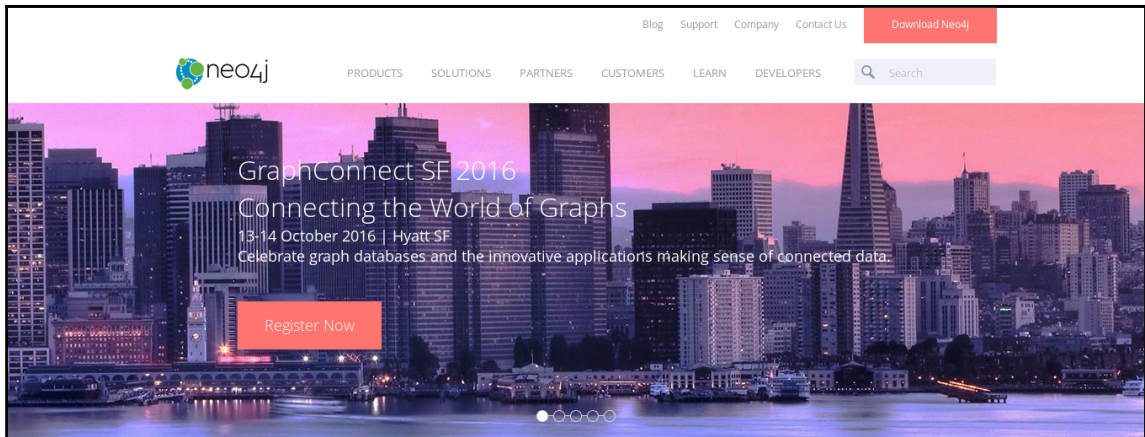 Blog Support Company Contact Us Download Neo4j
neo4j PRODUCTS SOLUTIONS PARTNERS CUSTOMERS LEARN DEVELOPERS Search
GraphConnect SF 2016
Connecting the World of Graphs
13-14 October 2016 | Hyatt SF
Celebrate graph databases and the innovative applications making sense of connected data.
Register Now